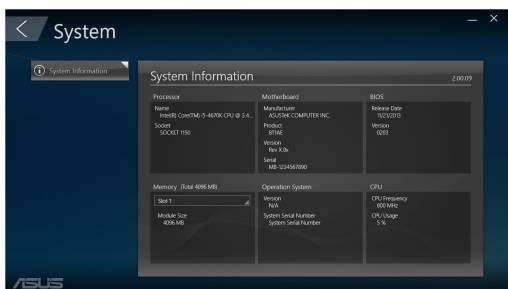 System
System Information
System Information
2.00.09
Processor
Name
Intel(R) Core(TM) i5-4670K CPU @ 3.4...
Socket
SOCKET 1150
Motherboard
Manufacturer
ASUSTeK COMPUTER INC.
Product
BT1AE
Version
Rev X.0x
Serial
MB-1234567890
BIOS
Release Date
11/21/2013
Version
0203
Memory (Total 4096 MB)
Slot 1
Module Size
4096 MB
Operation System
Version
N/A
System Serial Number
System Serial Number
CPU
CPU Frequency
800 MHz
CPU Usage
5 %
ASUS